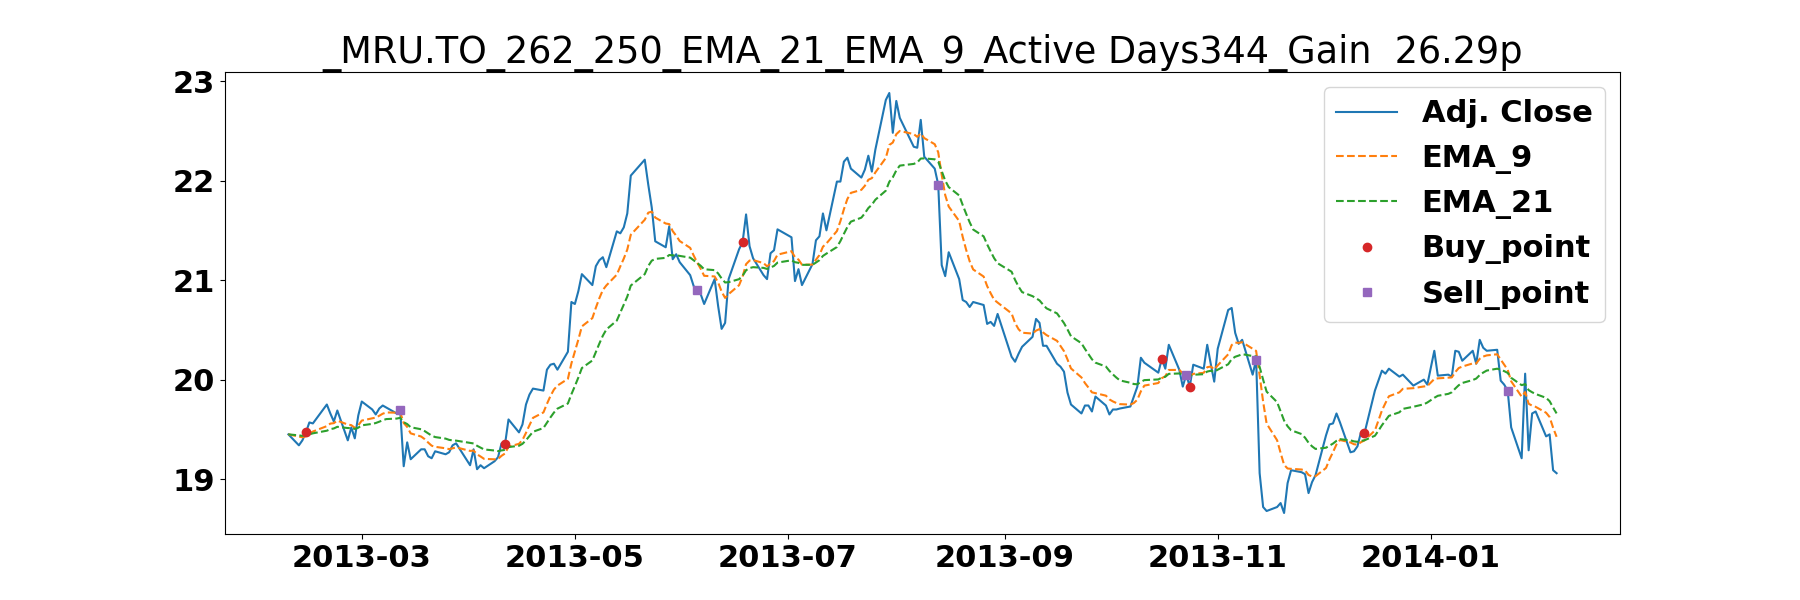 _MRU.TO_262_250_EMA_21_EMA_9_Active Days344_Gain  26.29p
23
22
21
20
19
Adj. Close
EMA_9
EMA_21
Buy_point
Sell_point
2013-03 2013-05 2013-07 2013-09 2013-11 2014-01